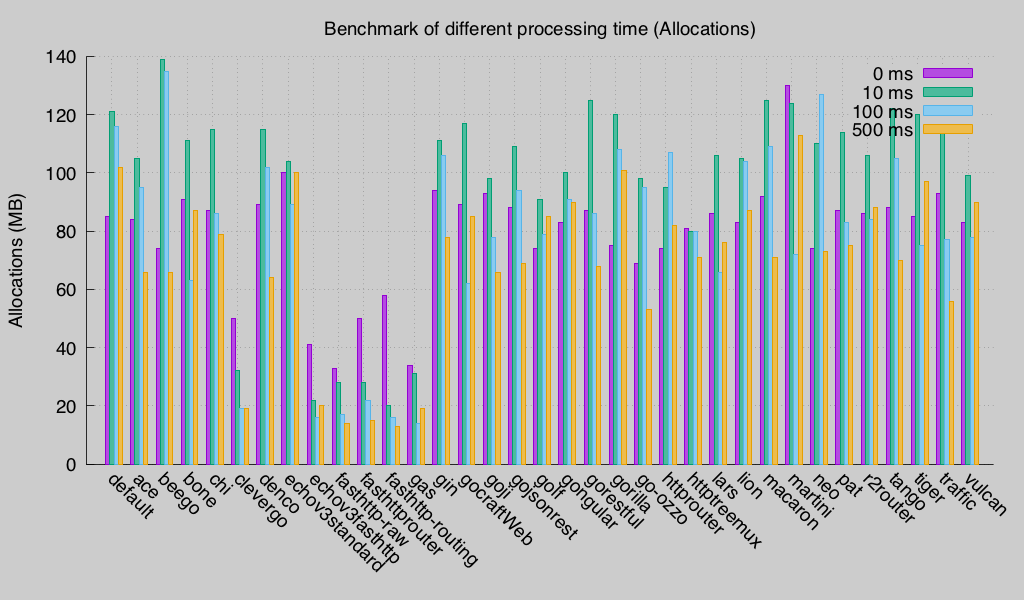 Benchmark of different processing time (Allocations)
Allocations (MB)
140
120
100
80
60
40
20
0
0 ms
10 ms
100 ms
500 ms
default
ace
beego
bone
chi
clevergo
denco
echov3standard
echov3fasthttp
fasthttp-raw
fasthttprouter
fasthttp-routing
gas
gin
gocraftWeb
goji
gojsonrest
golf
gongular
gorestful
gorilla
go-ozzo
httprouter
httptreemux
lars
lion
macaron
martini
neo
pat
r2router
tango
tiger
traffic
vulcan